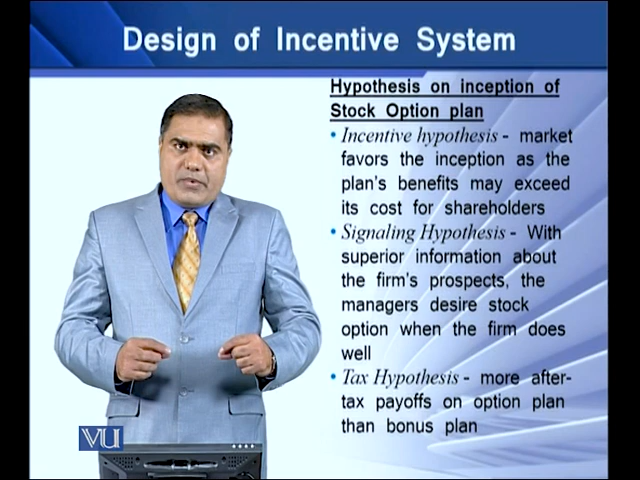 Design of Incentive System
Hypothesis on inception of
Stock Option plan
• Incentive hypothesis - market
favors the inception as the
plan's benefits may exceed
its cost for shareholders
• Signaling Hypothesis - With
superior information about
the firm's prospects, the
managers desire stock
option when the firm does
well
• Tax Hypothesis - more after-
tax payoffs on option plan
than bonus plan
VU